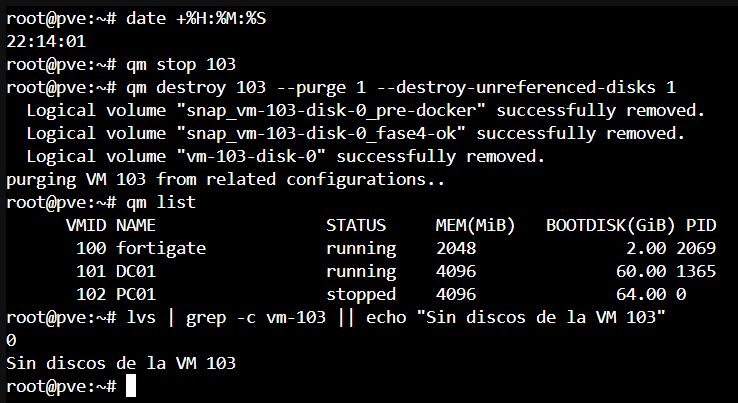 root@pve:~# date +%H:%M:%S
22:14:01
root@pve:~# qm stop 103
root@pve:~# qm destroy 103 --purge 1 --destroy-unreferenced-disks 1
  Logical volume "snap_vm-103-disk-0_pre-docker" successfully removed.
  Logical volume "snap_vm-103-disk-0_fase4-ok" successfully removed.
  Logical volume "vm-103-disk-0" successfully removed.
purging VM 103 from related configurations..
root@pve:~# qm list
      VMID NAME                 STATUS     MEM(MiB)    BOOTDISK(GiB) PID
       100 fortigate            running    2048                 2.00 2069
       101 DC01                 running    4096                60.00 1365
       102 PC01                 stopped    4096                64.00 0
root@pve:~# lvs | grep -c vm-103 || echo "Sin discos de la VM 103"
0
Sin discos de la VM 103
root@pve:~#